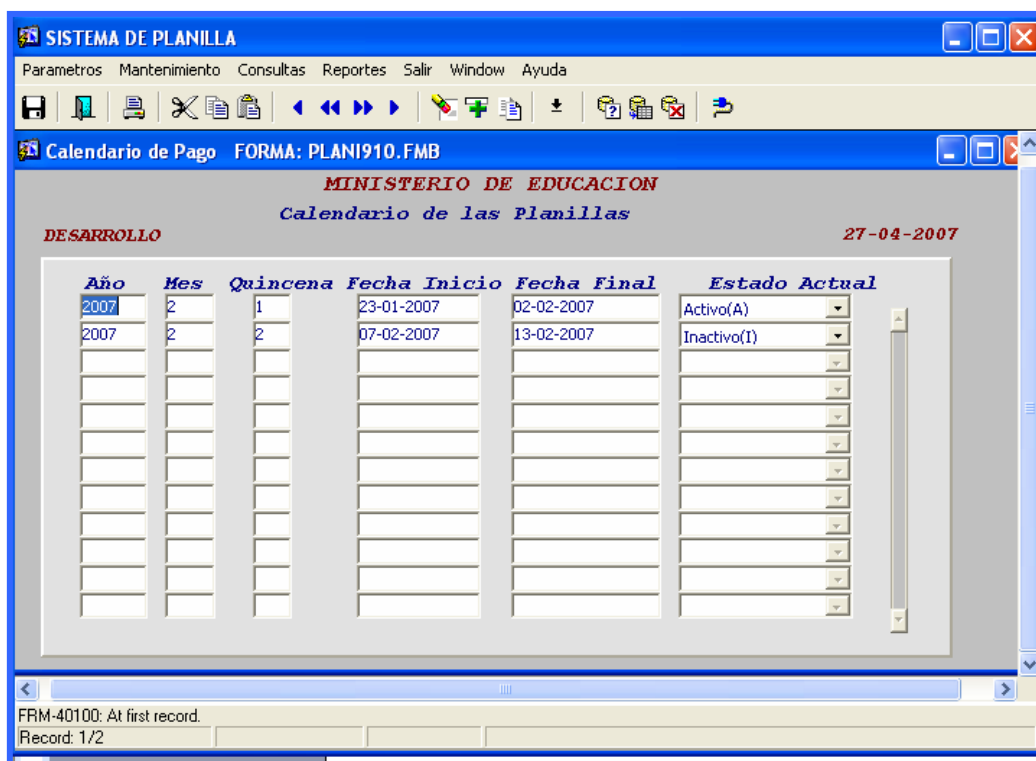 SISTEMA DE PLANILLA
Parametros Mantenimiento Consultas Reportes Salir Window Ayuda
Calendario de Pago FORMA: PLANI910.FMB
MINISTERIO DE EDUCACION
Calendario de las Planillas
DESARROLLO 27-04-2007
Año Mes Quincena Fecha Inicio Fecha Final Estado Actual
2007 2 1 23-01-2007 02-02-2007 Activo(A)
2007 2 2 07-02-2007 13-02-2007 Inactivo(I)
FRM-40100: At first record.
Record: 1/2